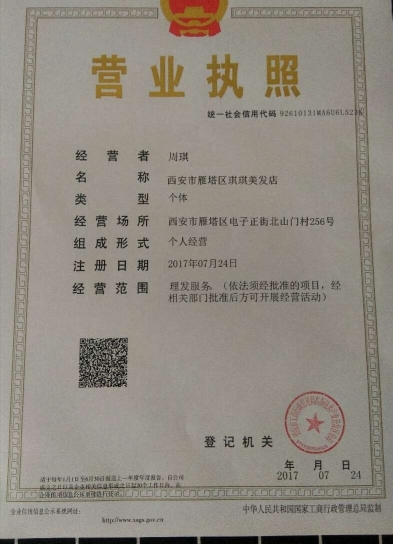 营业执照
统一社会信用代码 92610131MA6U6L523K
经营者 周琪
名称 西安市雁塔区琪琪美发店
类型 个体
经营场所 西安市雁塔区电子正街北山门村256号
组成形式 个人经营
注册日期 2017年07月24日
经营范围 理发服务。(依法须经批准的项目,经
相关部门批准后方可开展经营活动)
登记机关
年 月 日
2017 07 24
企业信用信息公示系统网址:
http://www.xags.gov.cn
中华人民共和国国家工商行政管理总局监制